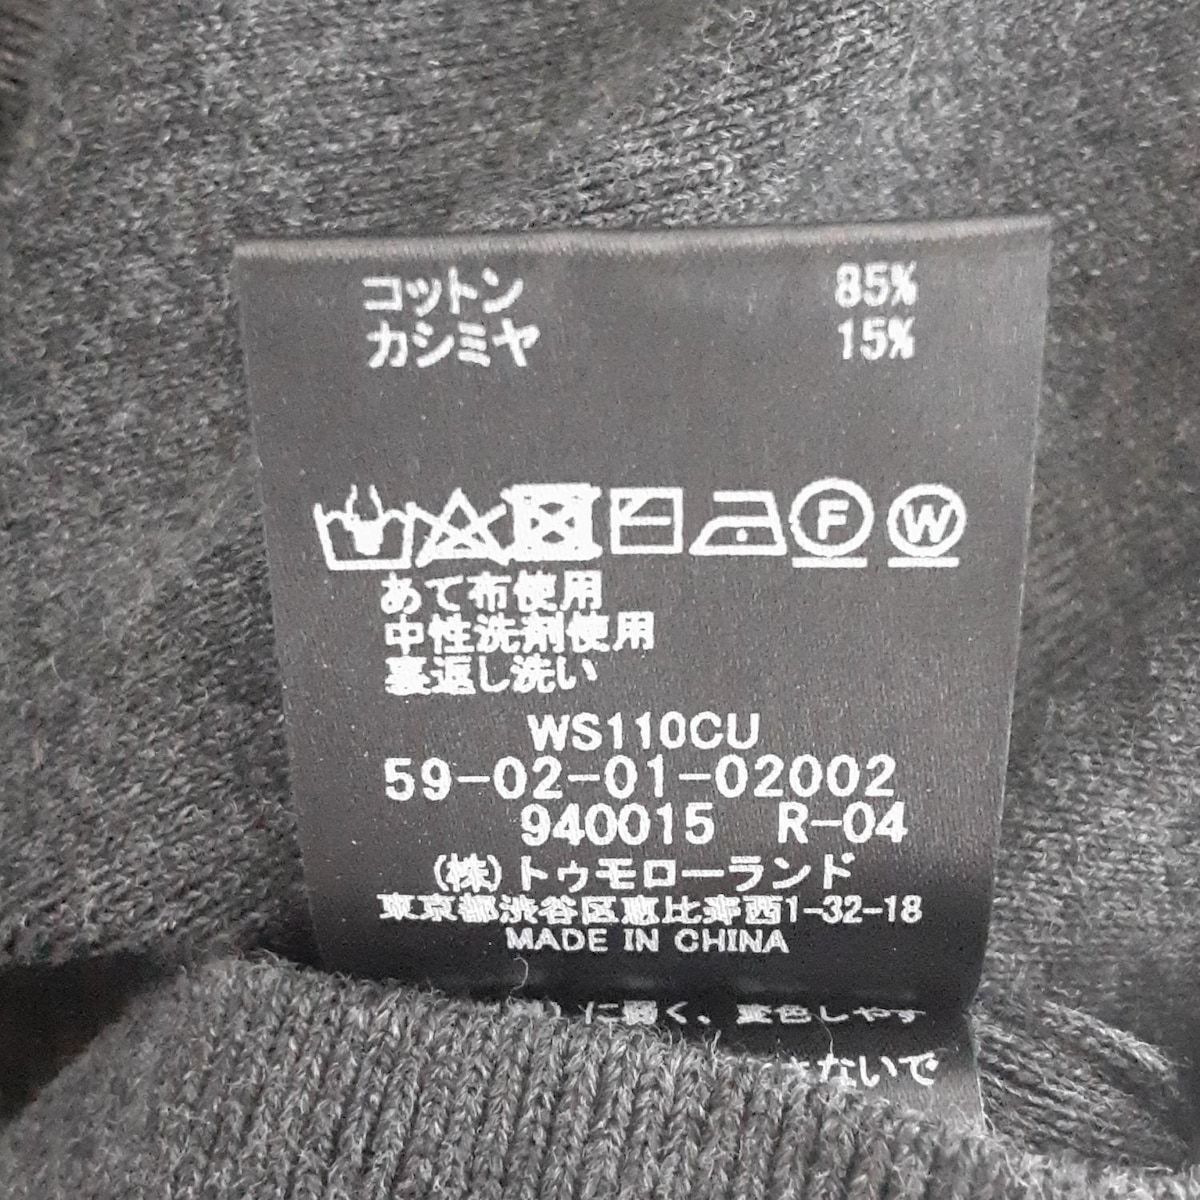 コットン 85%
カシミヤ 15%
F W
あて布使用
中性洗剤使用
裏返し洗い
WS110CU
59-02-01-02002
940015 R-04
(株)トゥモローランド
東京都渋谷区恵比寿西1-32-18
MADE IN CHINA
に弱く、変色しやす
さないで